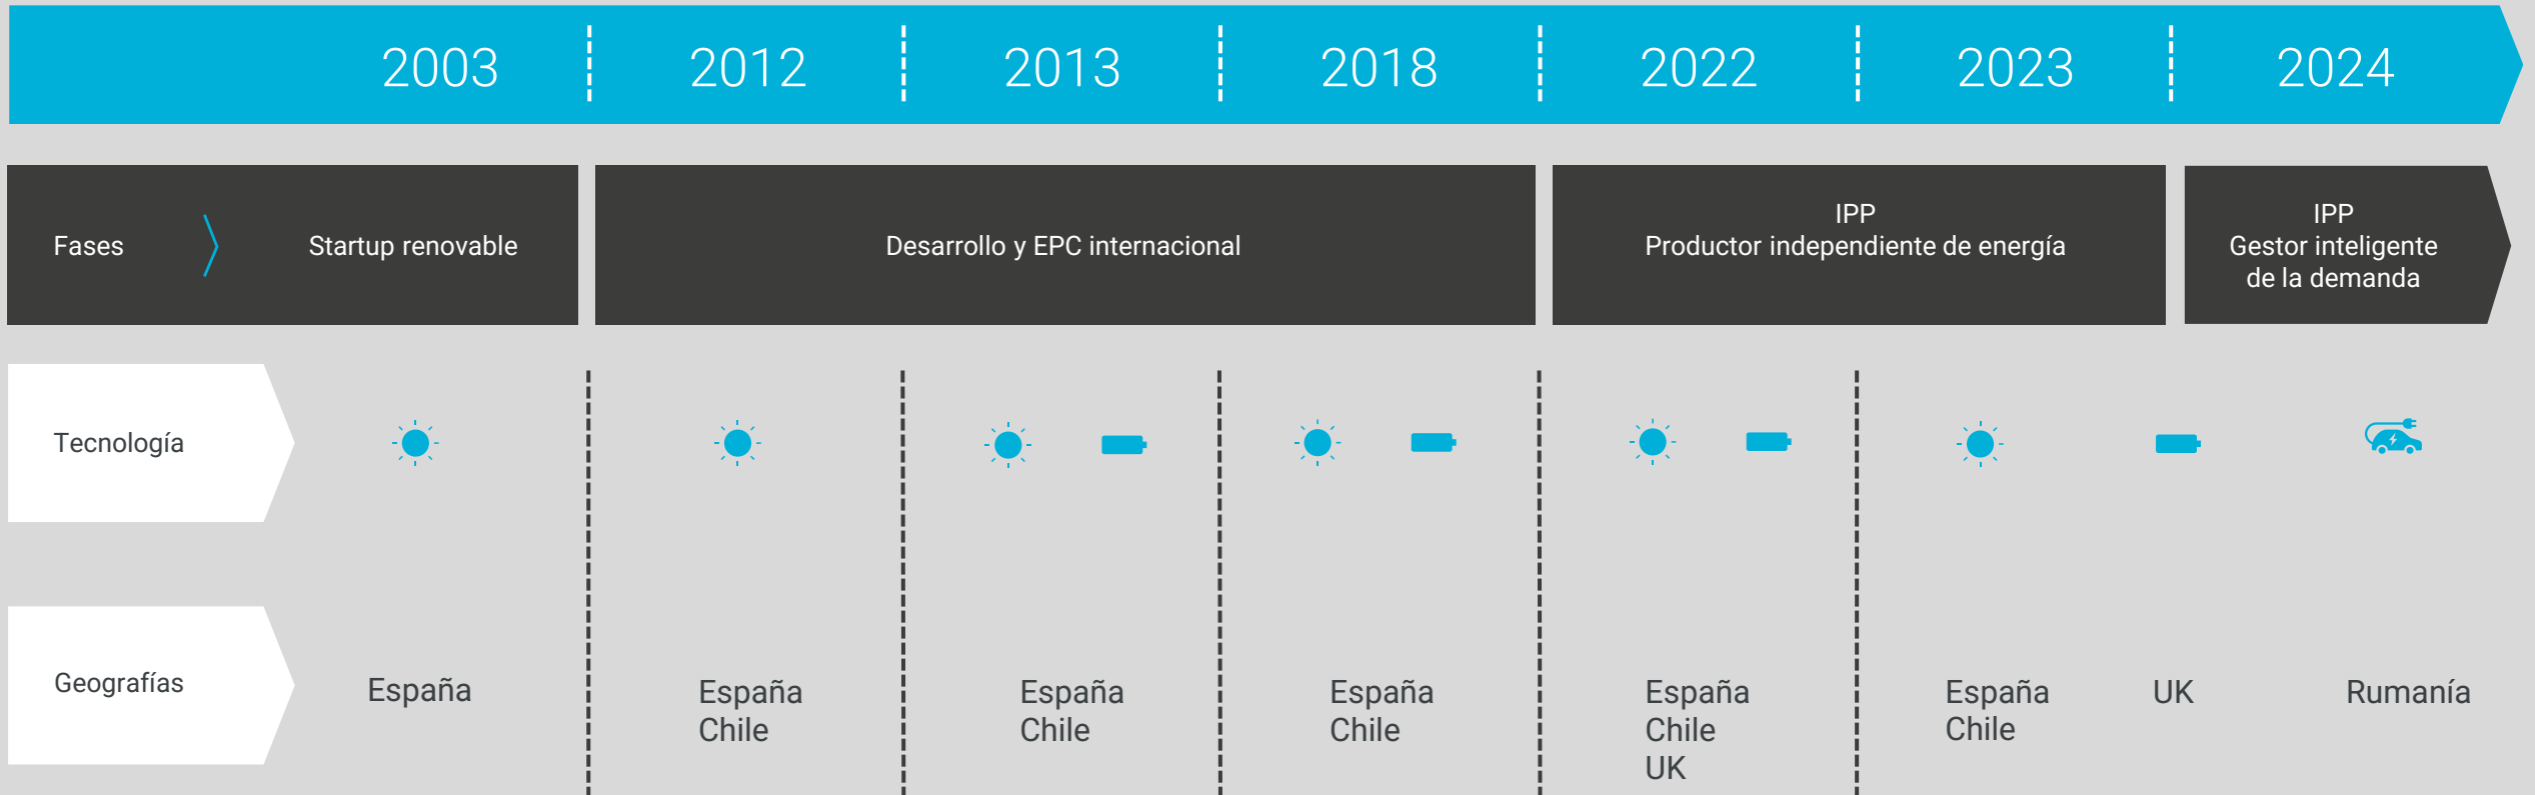 2003
2012
2013
2018
2022
2023
2024
Fases
Startup renovable
Desarrollo y EPC internacional
IPP
Productor independiente de energía
IPP
Gestor inteligente
de la demanda
Tecnología
Geografías
España
España
Chile
España
Chile
España
Chile
España
Chile
UK
España
Chile
UK
Rumanía